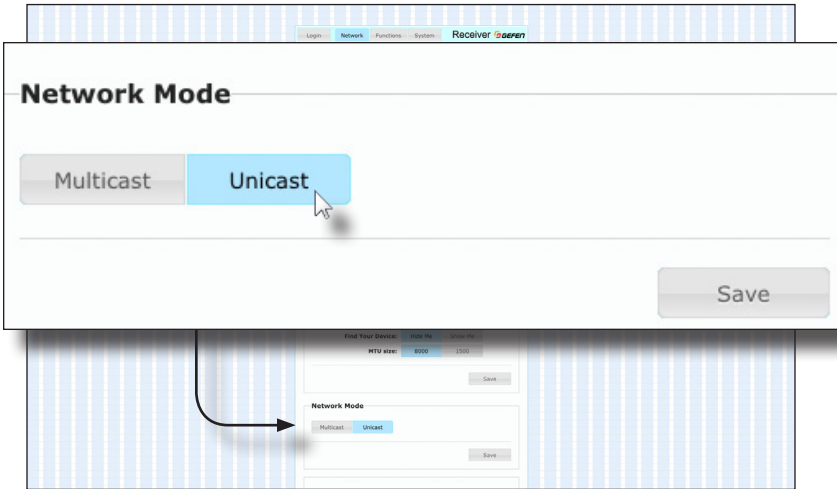 Login Network Functions System Receiver GEFEN
Network Mode
Multicast Unicast
Save
Find Your Device: Hide Me Show Me
MTU size: 8000 1500
Save
Network Mode
Multicast Unicast
Save